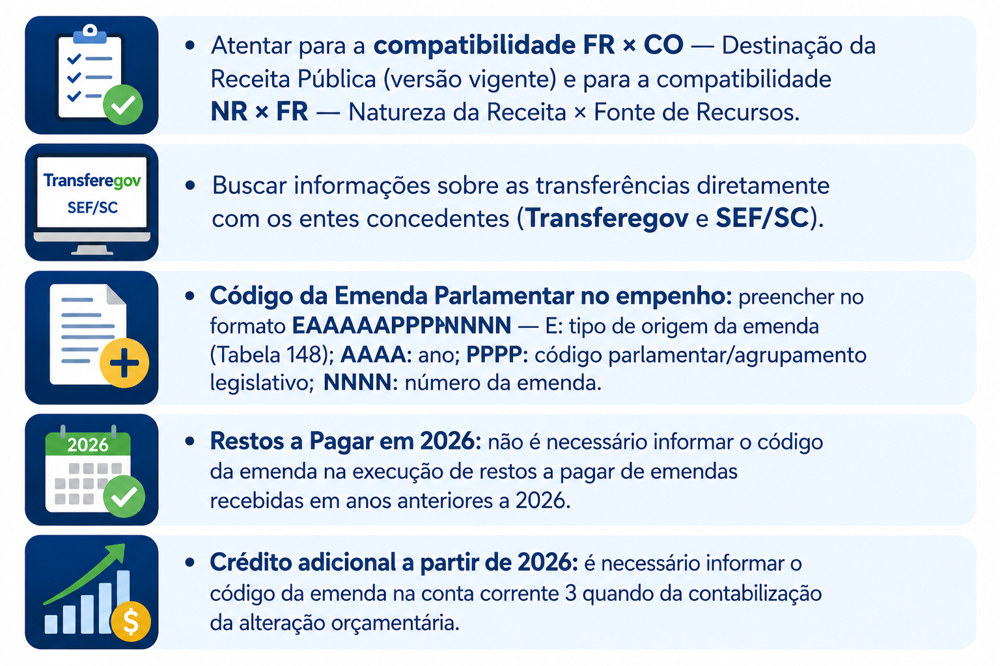 • Atentar para a compatibilidade FR × CO — Destinação da
Receita Pública (versão vigente) e para a compatibilidade
NR × FR — Natureza da Receita × Fonte de Recursos.
Transferegov
SEF/SC
• Buscar informações sobre as transferências diretamente
com os entes concedentes (Transferegov e SEF/SC).
• Código da Emenda Parlamentar no empenho: preencher no
formato — E: tipo de origem da emenda
(Tabela 148); AAAA: ano; PPPP: código parlamentar/agrupamento
legislativo; NNNN: número da emenda.
2026
• Restos a Pagar em 2026: não é necessário informar o código
da emenda na execução de restos a pagar de emendas
recebidas em anos anteriores a 2026.
$
• Crédito adicional a partir de 2026: é necessário informar o
código da emenda na conta corrente 3 quando da contabilização
da alteração orçamentária.